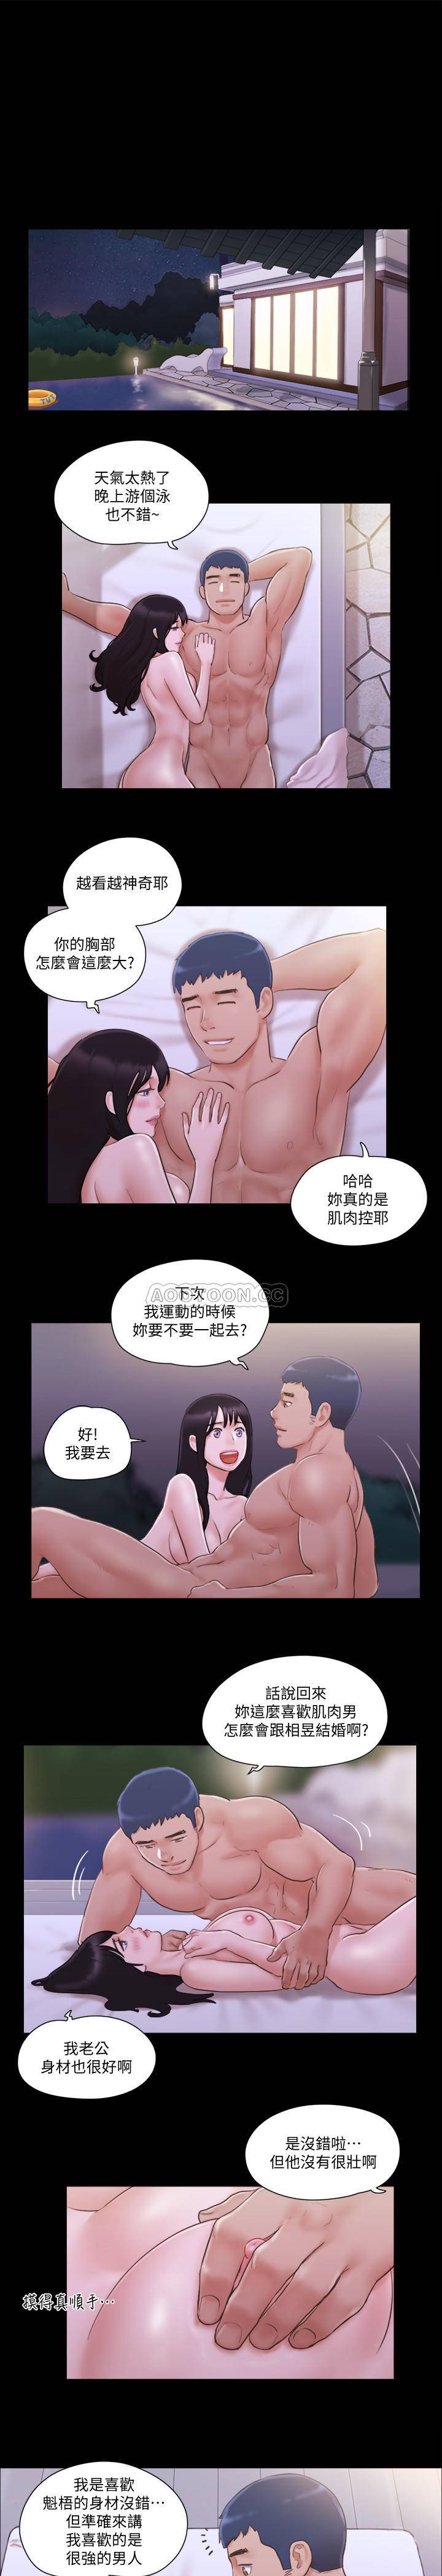 天氣太熱了
晚上游個泳
也不錯~
越看越神奇耶
你的胸部
怎麼會這麼大?
哈哈
妳真的是
肌肉控耶
下次
我運動的時候
妳要不要一起去?
好!
我要去
話說回來
妳這麼喜歡肌肉男
怎麼會跟相昱結婚啊?
我老公
身材也很好啊
是沒錯啦…
但他沒有很壯啊
摸得真順手…
我是喜歡
魁梧的身材沒錯…
但準確來講
我喜歡的是
很強的男人